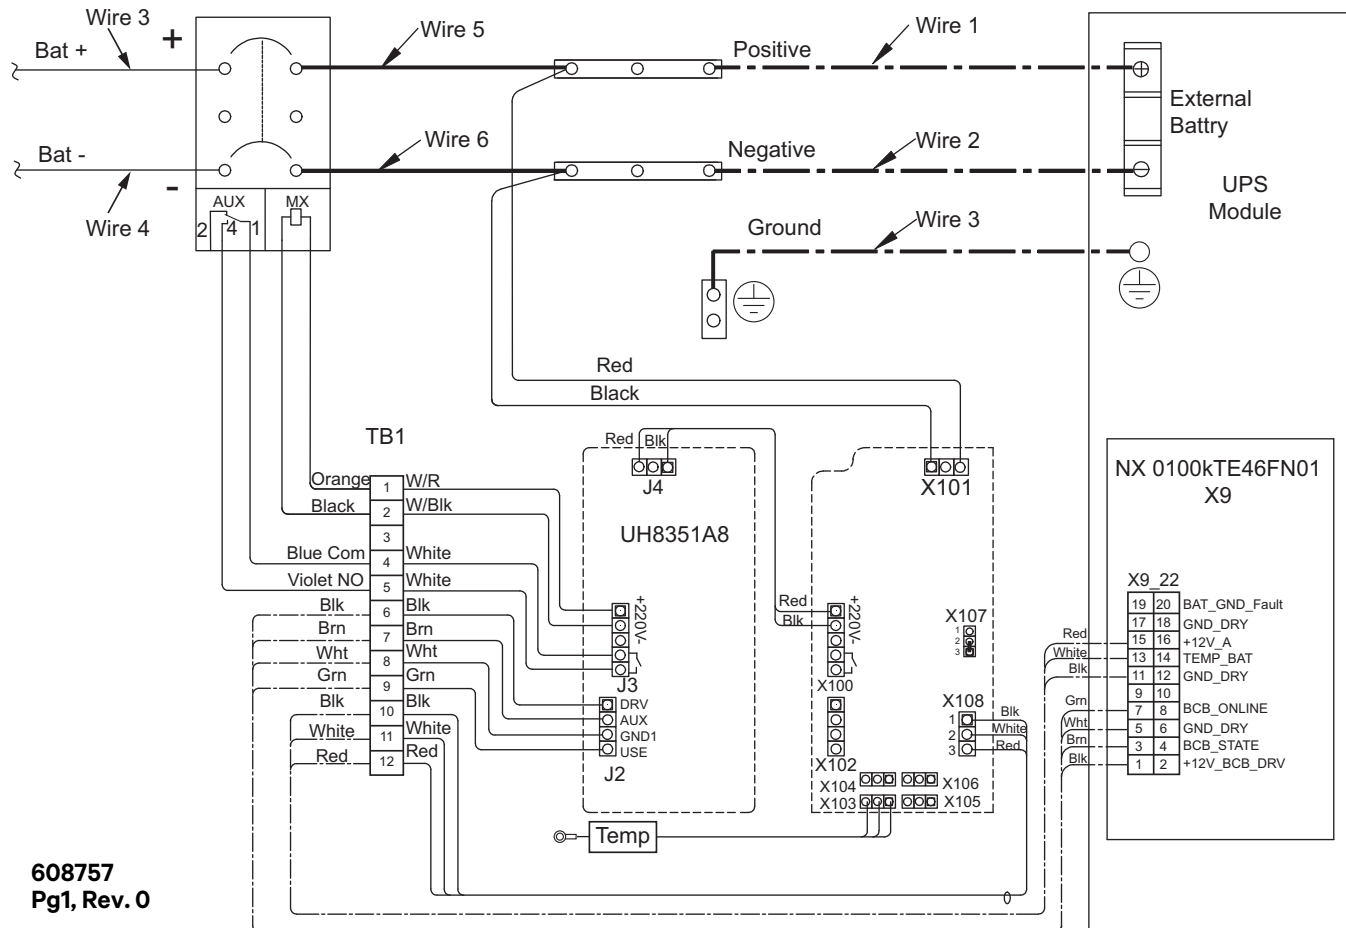 Wire 3
Bat +
+
Wire 5
Positive
Wire 1
External
Battry
Bat -
-
Wire 4
Wire 6
Negative
Wire 2
UPS
Module
AUX
MX
2 4 1
Ground
Wire 3
Red
Black
TB1
Orange 1 W/R
Black 2 W/Blk
3
Blue Com 4 White
Violet NO 5 White
Blk 6 Blk
Brn 7 Brn
Wht 8 Wht
Grn 9 Grn
Blk 10 Blk
White 11 White
Red 12 Red
Red Blk
J4
UH8351A8
+220V-
J3
DRV
AUX
GND1
USE
J2
Temp
X101
Red
Blk
+220V-
X100
X102
X107
1
2
3
X108
1 Blk
2 White
3 Red
X104
X106
X103
X105
NX 0100kTE46FN01
X9
X9_22
19 20 BAT_GND_Fault
17 18 GND_DRY
Red 15 16 +12V_A
White 13 14 TEMP_BAT
Blk 11 12 GND_DRY
9 10
Grn 7 8 BCB_ONLINE
Wht 5 6 GND_DRY
Brn 3 4 BCB_STATE
Blk 1 2 +12V_BCB_DRV
608757
Pg1, Rev. 0